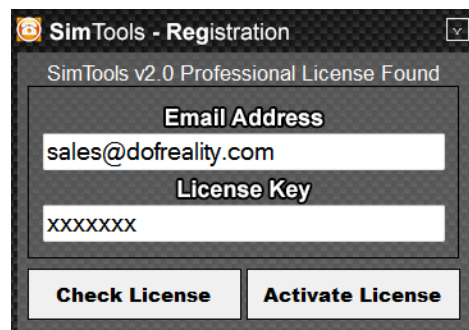 SimTools - Registration
SimTools v2.0 Professional License Found
Email Address
sales@dofreality.com
License Key
xxxxxxx
Check License Activate License